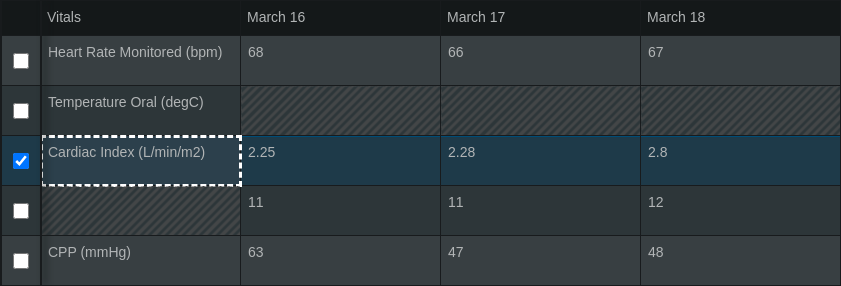 Vitals March 16 March 17 March 18
Heart Rate Monitored (bpm) 68 66 67
Temperature Oral (degC)
Cardiac Index (L/min/m2) 2.25 2.28 2.8
11 11 12
CPP (mmHg) 63 47 48